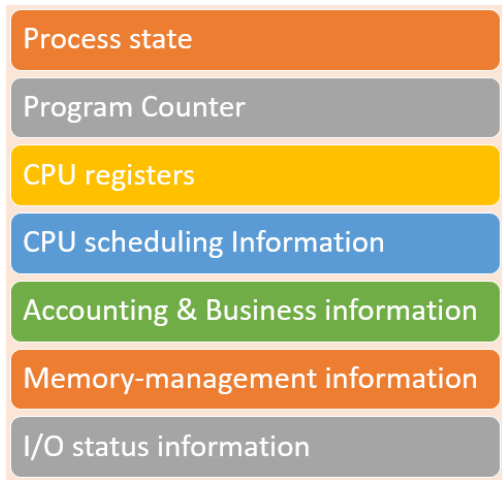 Process state
Program Counter
CPU registers
CPU scheduling Information
Accounting & Business information
Memory-management information
I/O status information